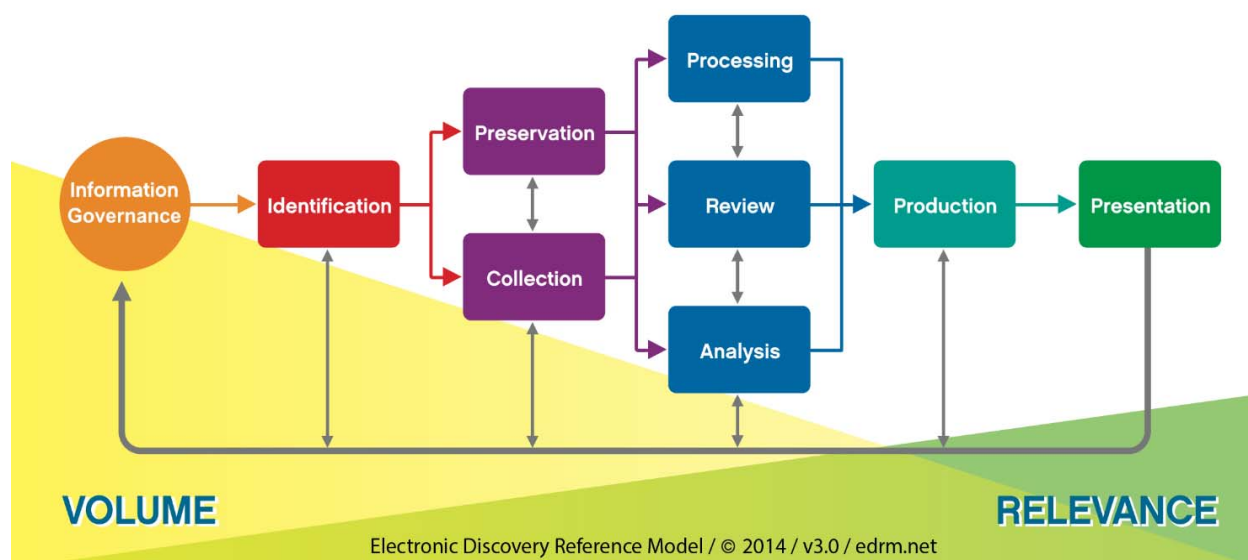 Information
Governance
Identification
Preservation
Collection
Processing
Review
Analysis
Production
Presentation
VOLUME
RELEVANCE
Electronic Discovery Reference Model / © 2014 / v3.0 / edrm.net